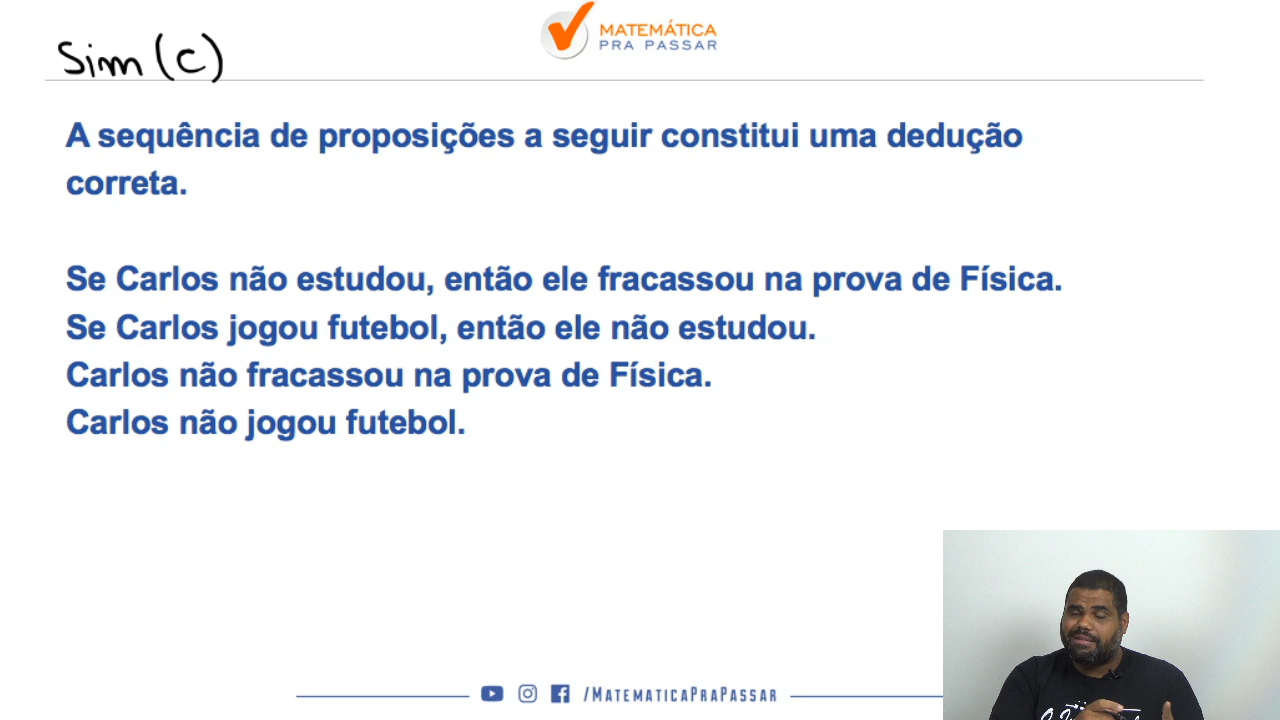 MATEMÁTICA
PRA PASSAR
Sim (C)
A sequência de proposições a seguir constitui uma dedução
correta.
Se Carlos não estudou, então ele fracassou na prova de Física.
Se Carlos jogou futebol, então ele não estudou.
Carlos não fracassou na prova de Física.
Carlos não jogou futebol.
/MATEMATICAPRAPASSAR